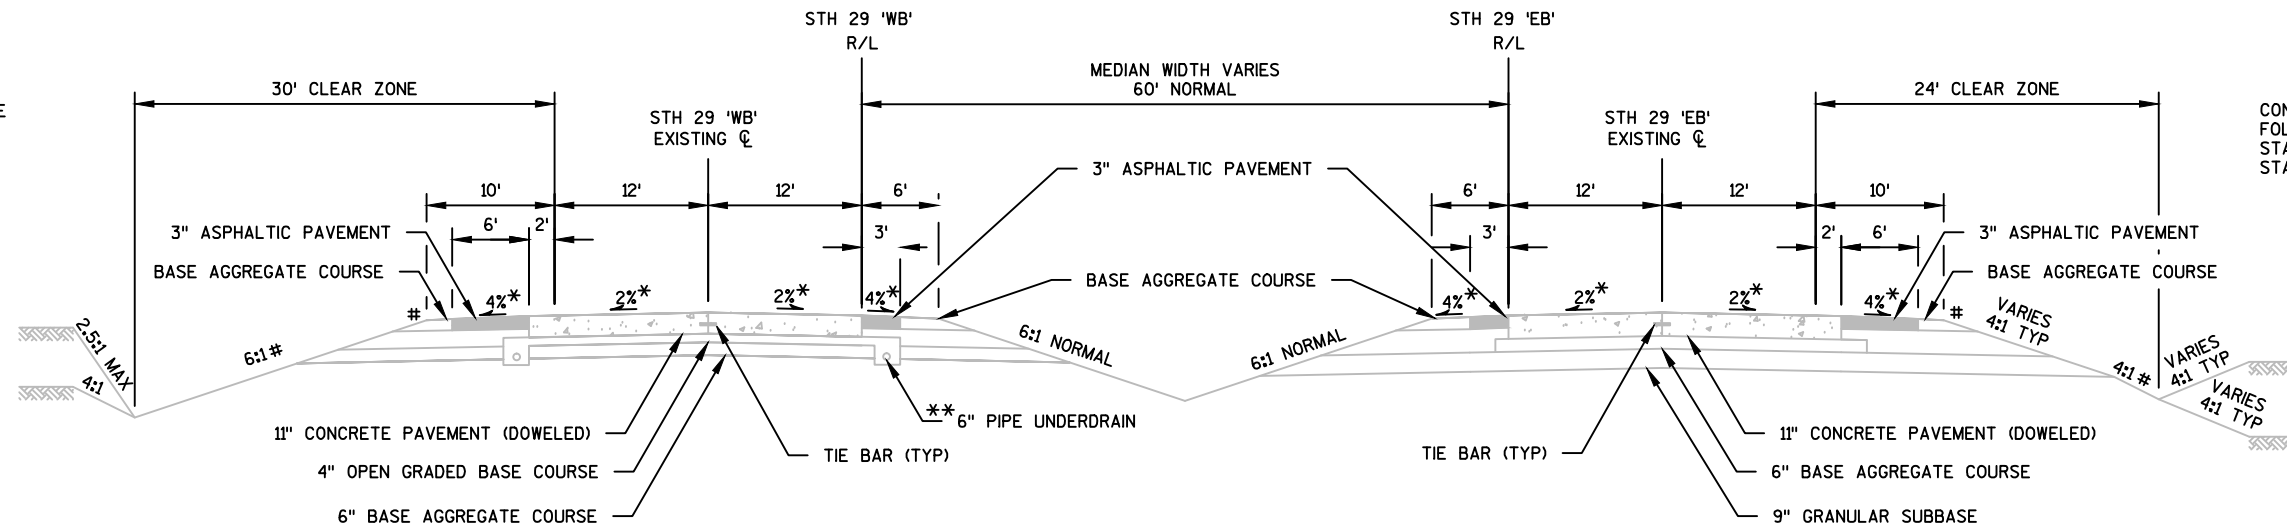 STH 29 'WB'
R/L
STH 29 'EB'
R/L
30' CLEAR ZONE
MEDIAN WIDTH VARIES
60' NORMAL
24' CLEAR ZONE
E
CON
FOL
STA
STA
STH 29 'WB'
EXISTING ℄
STH 29 'EB'
EXISTING ℄
3" ASPHALTIC PAVEMENT
10'
12'
12'
6'
6'
12'
12'
10'
6'
2'
3'
3'
2'
6'
3" ASPHALTIC PAVEMENT
3" ASPHALTIC PAVEMENT
BASE AGGREGATE COURSE
BASE AGGREGATE COURSE
BASE AGGREGATE COURSE
#
4%*
2%*
2%*
4%*
4%*
2%*
2%*
4%*
#
2.5:1 MAX
4:1
6:1#
6:1 NORMAL
6:1 NORMAL
VARIES
4:1 TYP
4:1#
VARIES
4:1 TYP
VARIES
4:1 TYP
**6" PIPE UNDERDRAIN
11" CONCRETE PAVEMENT (DOWELED)
TIE BAR (TYP)
4" OPEN GRADED BASE COURSE
6" BASE AGGREGATE COURSE
TIE BAR (TYP)
11" CONCRETE PAVEMENT (DOWELED)
6" BASE AGGREGATE COURSE
9" GRANULAR SUBBASE